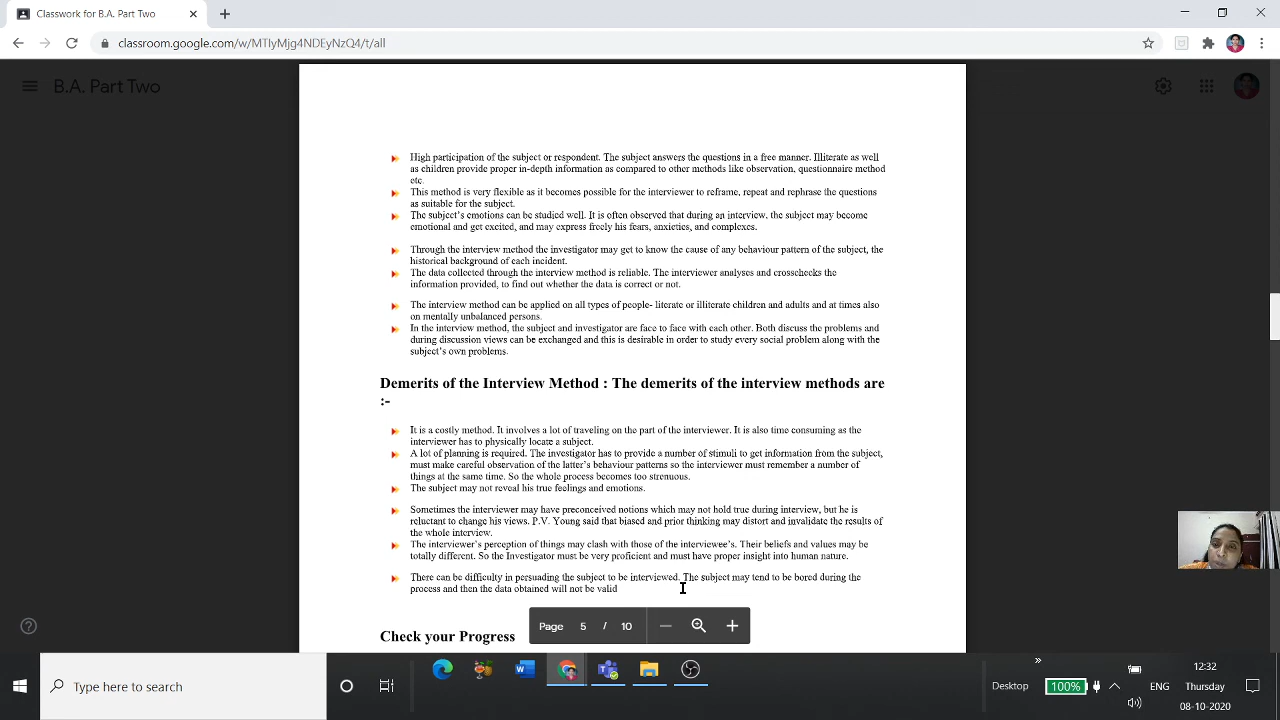 Classwork for B.A. Part Two
classroom.google.com/w/MTIyMjg4NDEyNzQ4/t/all
B.A. Part Two
High participation of the subject or respondent. The subject answers the questions in a free manner. Illiterate as well
as children provide proper in-depth information as compared to other methods like observation, questionnaire method
etc.
This method is very flexible as it becomes possible for the interviewer to reframe, repeat and rephrase the questions
as suitable for the subject.
The subject's emotions can be studied well. It is often observed that during an interview, the subject may become
emotional and get excited, and may express freely his fears, anxieties, and complexes.
Through the interview method the investigator may get to know the cause of any behaviour pattern of the subject, the
historical background of each incident.
The data collected through the interview method is reliable. The interviewer analyses and crosschecks the
information provided, to find out whether the data is correct or not.
The interview method can be applied on all types of people- literate or illiterate children and adults and at times also
on mentally unbalanced persons.
In the interview method, the subject and investigator are face to face with each other. Both discuss the problems and
during discussion views can be exchanged and this is desirable in order to study every social problem along with the
subject's own problems.
Demerits of the Interview Method : The demerits of the interview methods are
:-
It is a costly method. It involves a lot of traveling on the part of the interviewer. It is also time consuming as the
interviewer has to physically locate a subject.
A lot of planning is required. The investigator has to provide a number of stimuli to get information from the subject,
must make careful observation of the latter's behaviour patterns so the interviewer must remember a number of
things at the same time. So the whole process becomes too strenuous.
The subject may not reveal his true feelings and emotions.
Sometimes the interviewer may have preconceived notions which may not hold true during interview, but he is
reluctant to change his views. P.V. Young said that biased and prior thinking may distort and invalidate the results of
the whole interview.
The interviewer's perception of things may clash with those of the interviewee's. Their beliefs and values may be
totally different. So the Investigator must be very proficient and must have proper insight into human nature.
There can be difficulty in persuading the subject to be interviewed. The subject may tend to be bored during the
process and then the data obtained will not be valid
Page 5 / 10
Check your Progress
Type here to search
Desktop
100%
ENG
12:32
Thursday
08-10-2020